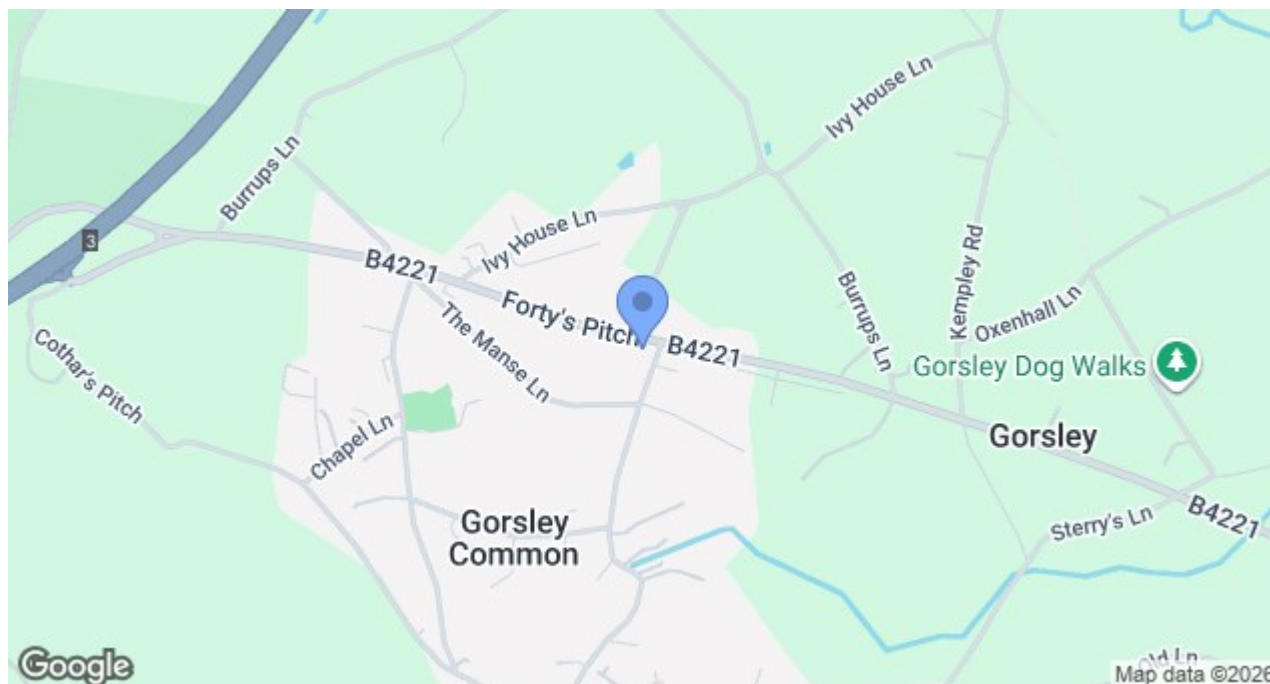 Ivy House Ln
Burrups Ln
3
Ivy House Ln
B4221
Kempley Rd
Burrups Ln
Oxenhall Ln
Forty's Pitch
B4221
The Manse Ln
Cothar's Pitch
Gorsley Dog Walks
Chapel Ln
Gorsley
B4221
Sterry's Ln
Gorsley
Common
Old Ln
Google
Map data ©2026